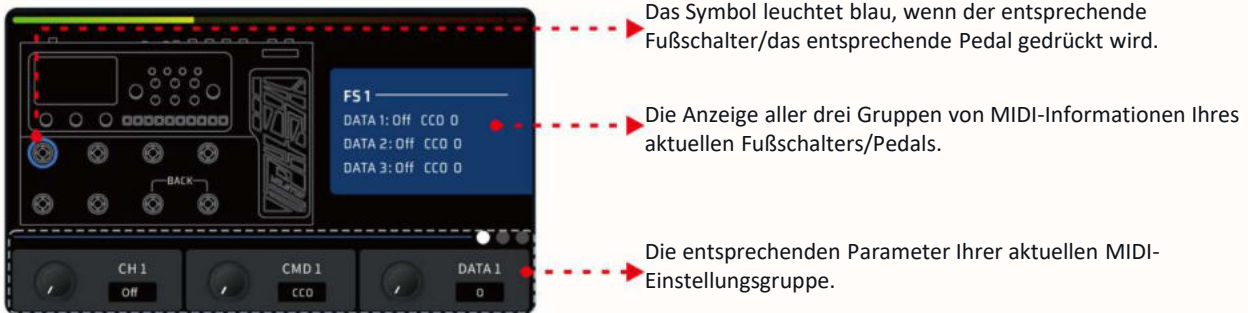 Das Symbol leuchtet blau, wenn der entsprechende
Fußschalter/das entsprechende Pedal gedrückt wird.
FS 1
DATA 1: Off CC0 0
DATA 2: Off CC0 0
DATA 3: Off CC0 0
Die Anzeige aller drei Gruppen von MIDI-Informationen Ihres
aktuellen Fußschalters/Pedals.
BACK
CH 1
Off
CMD 1
CC0
DATA 1
0
Die entsprechenden Parameter Ihrer aktuellen MIDI-
Einstellungsgruppe.